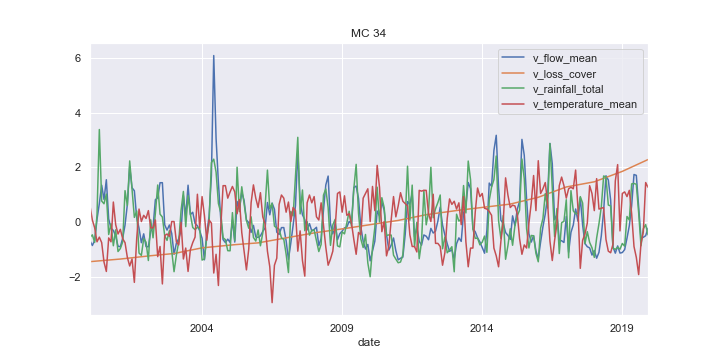 MC 34
v_flow_mean
v_loss_cover
v_rainfall_total
v_temperature_mean
6
4
2
0
−2
2004
2009
2014
2019
date